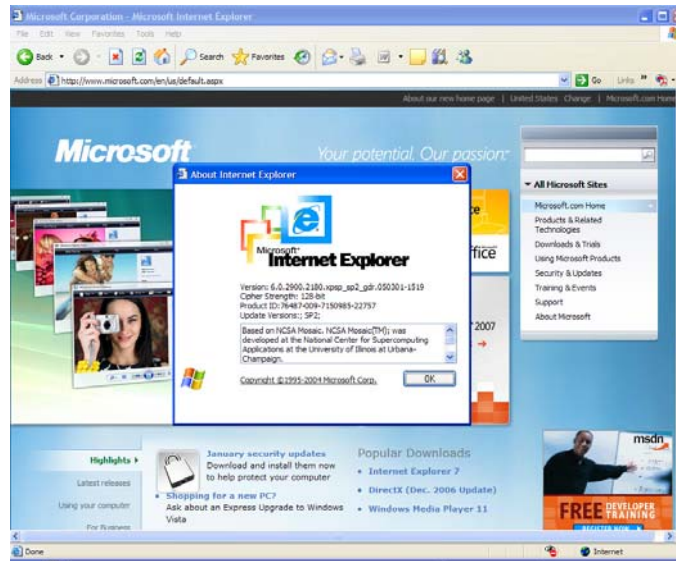 Microsoft Corporation - Microsoft Internet Explorer
File Edit View Favorites Tools Help
Back Search Favorites
Address http://www.microsoft.com/en/us/default.aspx Go Links
About our new home page | United States Change | Microsoft.com Home
Microsoft
Your potential. Our passion.™
All Microsoft Sites
Microsoft.com Home
Products & Related
Technologies
Downloads & Trials
Using Microsoft Products
Security & Updates
Training & Events
Support
About Microsoft
ffice
2007
About Internet Explorer
Microsoft®
Internet Explorer
Version: 6.0.2900.2180.xpsp_sp2_gdr.050301-1519
Cipher Strength: 128-bit
Product ID:76487-009-7150985-22757
Update Versions:; SP2;
Based on NCSA Mosaic. NCSA Mosaic(TM); was
developed at the National Center for Supercomputing
Applications at the University of Illinois at Urbana-
Champaign.
Copyright ©1995-2004 Microsoft Corp.
OK
Highlights
Latest releases
Using your computer
For Business
January security updates
Download and install them now
to help protect your computer
Shopping for a new PC?
Ask about an Express Upgrade to Windows
Vista
Popular Downloads
Internet Explorer 7
DirectX (Dec. 2006 Update)
Windows Media Player 11
msdn
FREE DEVELOPER
TRAINING
REGISTER NOW
Done
Internet